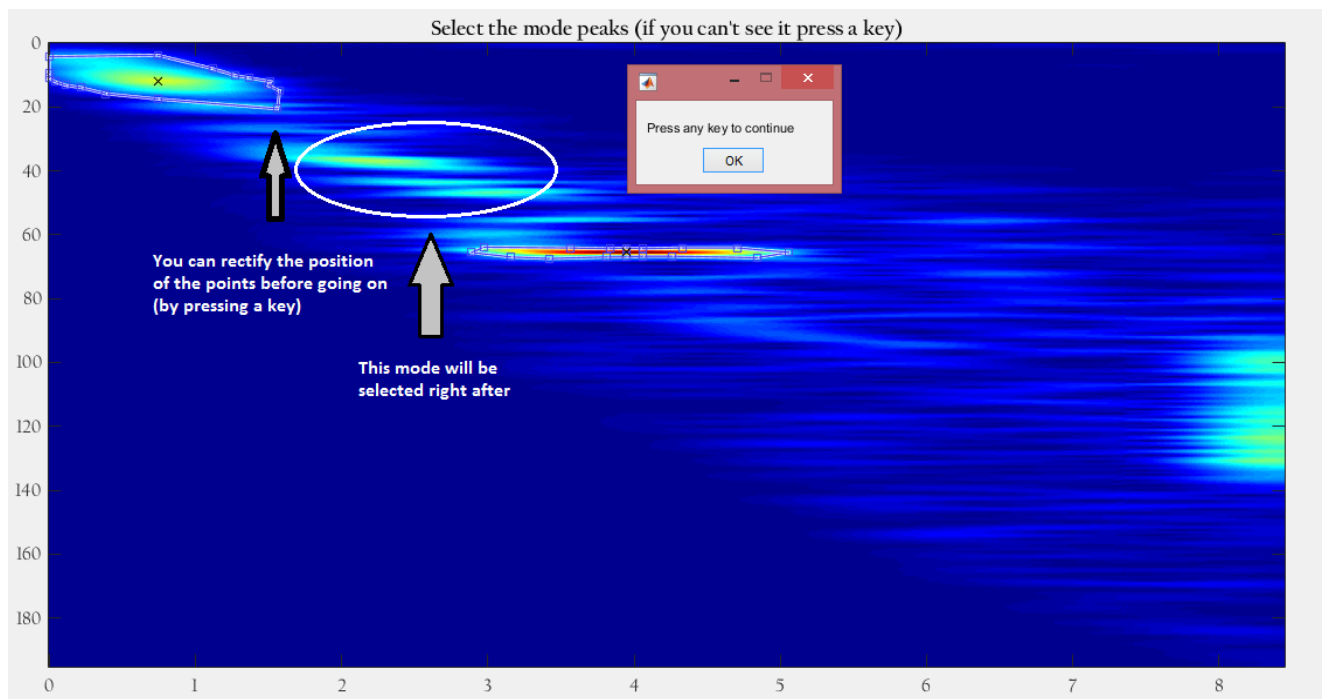 Select the mode peaks (if you can't see it press a key)
0
20
40
60
80
100
120
140
160
180
Press any key to continue
OK
You can rectify the position
of the points before going on
(by pressing a key)
This mode will be
selected right after
0 1 2 3 4 5 6 7 8